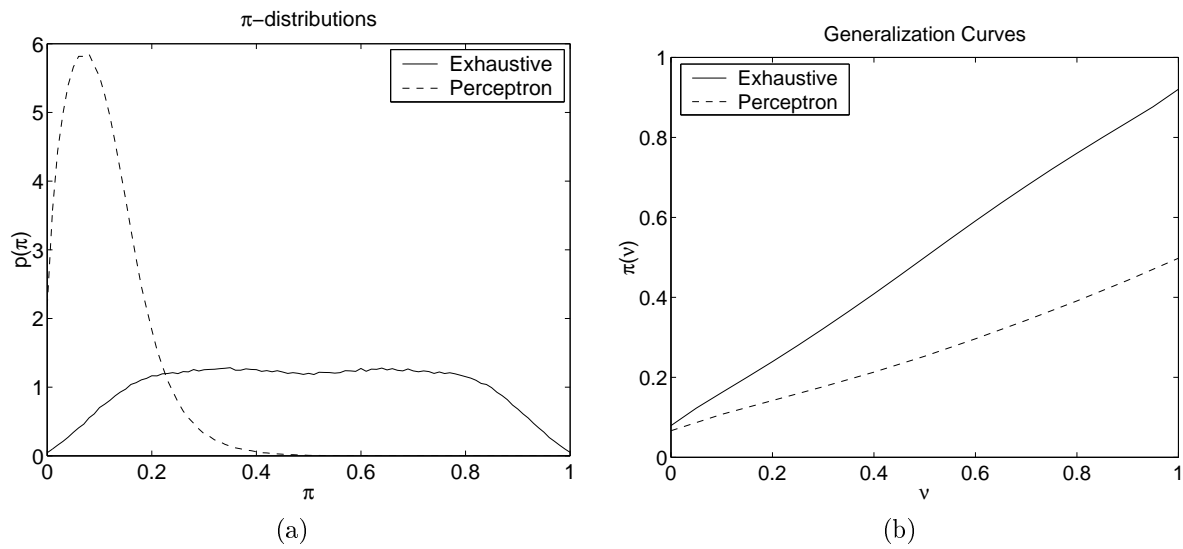 π−distributions
Exhaustive
Perceptron
6
5
4
3
2
1
0
p(π)
0 0.2 0.4 0.6 0.8 1
π
(a)
Generalization Curves
Exhaustive
Perceptron
1
0.8
0.6
0.4
0.2
0
π(ν)
0 0.2 0.4 0.6 0.8 1
ν
(b)